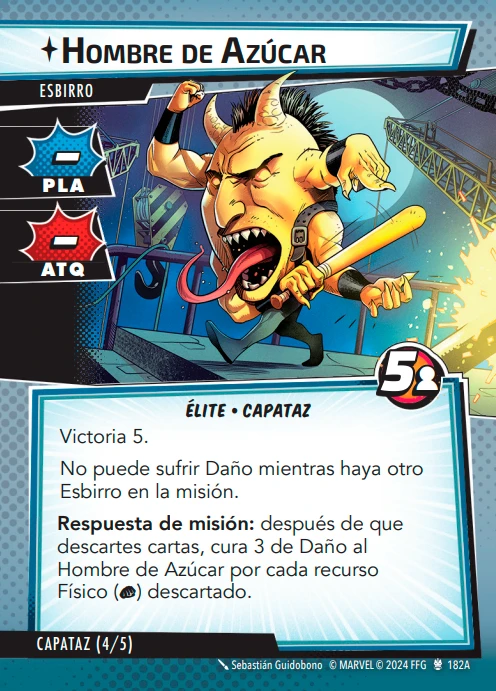 HOMBRE DE AZÚCAR
ESBIRRO
-
PLA
-
ATQ
5
ÉLITE • CAPATAZ
Victoria 5.
No puede sufrir Daño mientras haya otro
Esbirro en la misión.
Respuesta de misión: después de que
descartes cartas, cura 3 de Daño al
Hombre de Azúcar por cada recurso
Físico () descartado.
CAPATAZ (4/5)
Sebastián Guidobono © MARVEL © 2024 FFG 182A